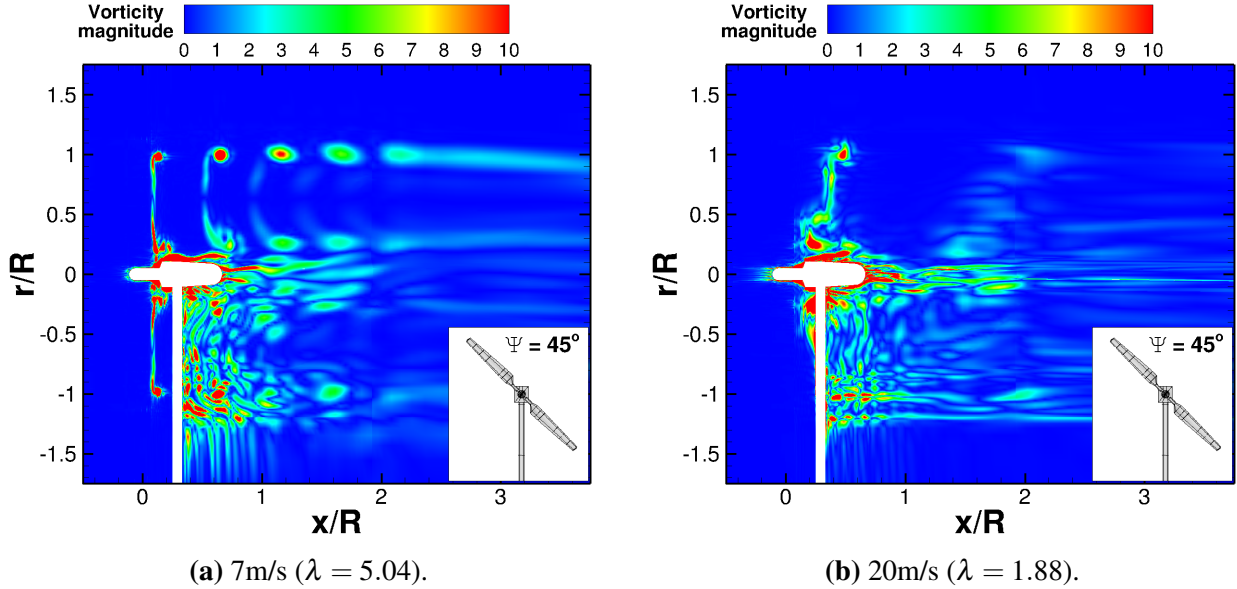 Vorticity
magnitude
0 1 2 3 4 5 6 7 8 9 10
1.5
1
0.5
0
-0.5
-1
-1.5
r/R
Ψ = 45°
0 1 2 3
x/R
(a) 7m/s (λ = 5.04).
Vorticity
magnitude
0 1 2 3 4 5 6 7 8 9 10
1.5
1
0.5
0
-0.5
-1
-1.5
r/R
Ψ = 45°
0 1 2 3
x/R
(b) 20m/s (λ = 1.88).